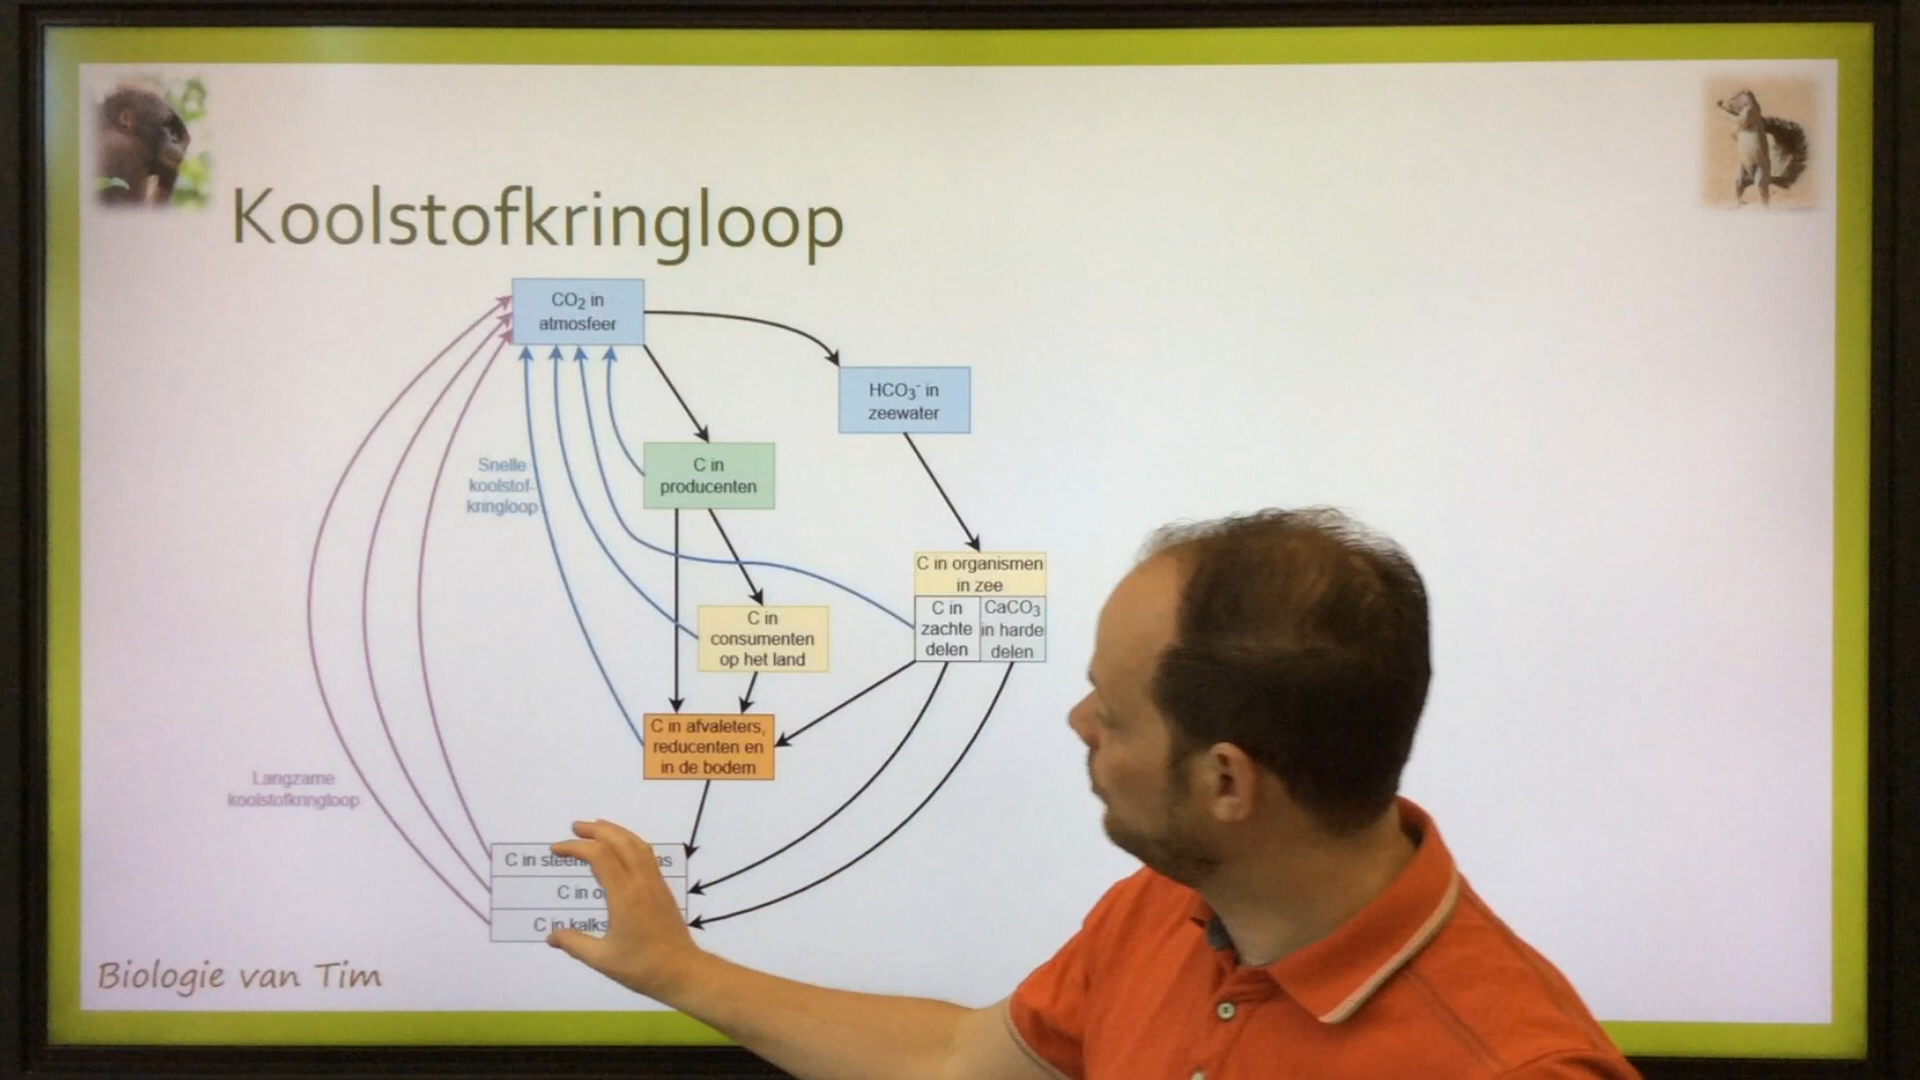 Koolstofkringloop
CO₂ in
atmosfeer
HCO₃⁻ in
zeewater
C in
producenten
Snelle
koolstof-
kringloop
C in organismen
in zee
C in
zachte
delen
CaCO₃
in harde
delen
C in
consumenten
op het land
C in afvaleters,
reducenten en
in de bodem
Langzame
koolstofkringloop
C in
C in
C in
Biologie van Tim